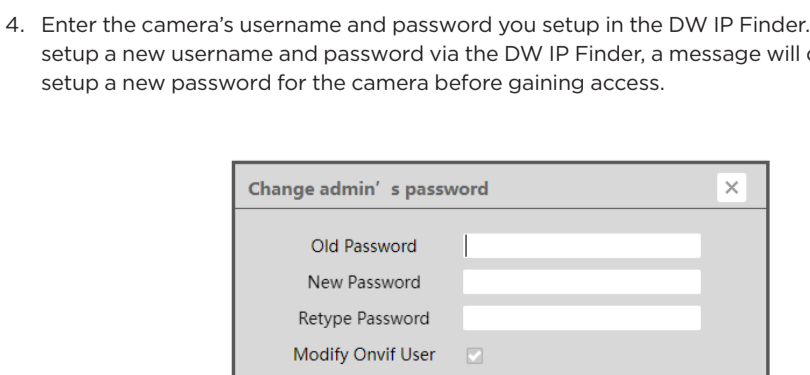 4. Enter the camera’s username and password you setup in the DW IP Finder.
setup a new username and password via the DW IP Finder, a message will
setup a new password for the camera before gaining access.
Change admin’ s password
Old Password
New Password
Retype Password
Modify Onvif User